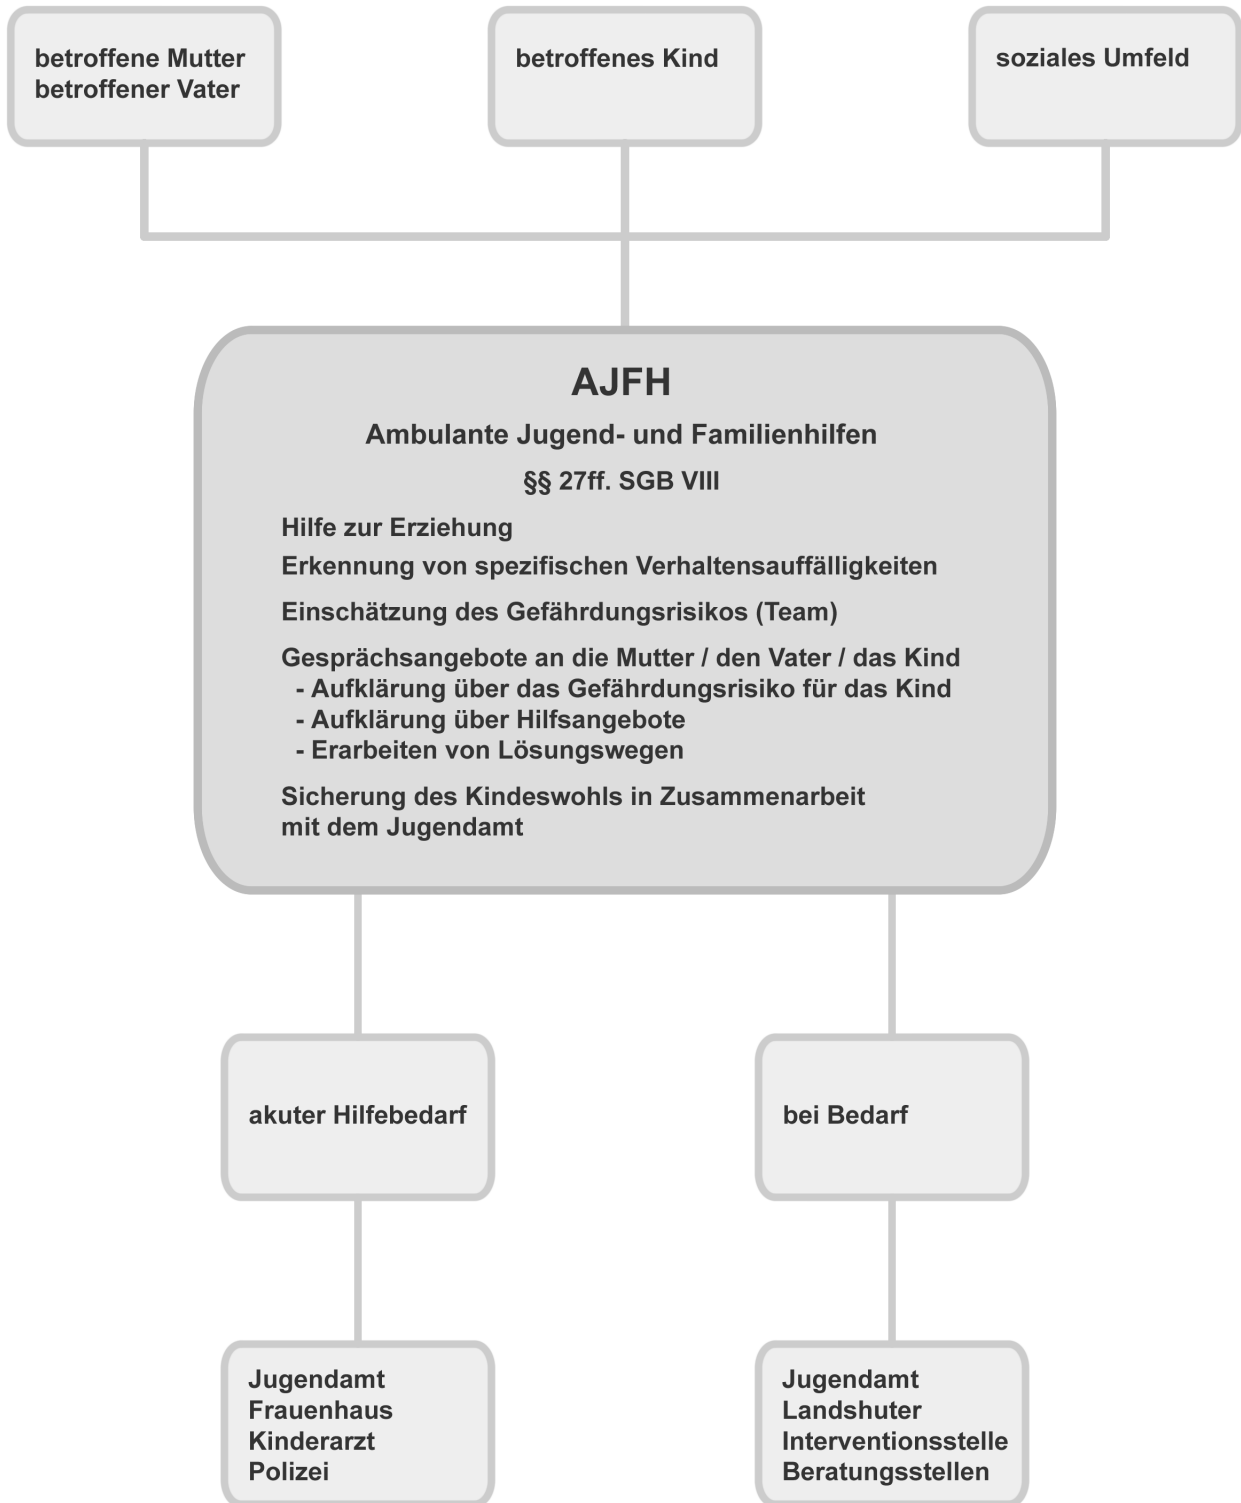 betroffene Mutter
betroffener Vater
betroffenes Kind
soziales Umfeld
AJFH
Ambulante Jugend- und Familienhilfen
§§ 27ff. SGB VIII
Hilfe zur Erziehung
Erkennung von spezifischen Verhaltensauffälligkeiten
Einschätzung des Gefährdungsrisikos (Team)
Gesprächsangebote an die Mutter / den Vater / das Kind
- Aufklärung über das Gefährdungsrisiko für das Kind
- Aufklärung über Hilfsangebote
- Erarbeiten von Lösungswegen
Sicherung des Kindeswohls in Zusammenarbeit
mit dem Jugendamt
akuter Hilfebedarf
bei Bedarf
Jugendamt
Frauenhaus
Kinderarzt
Polizei
Jugendamt
Landshuter
Interventionsstelle
Beratungsstellen